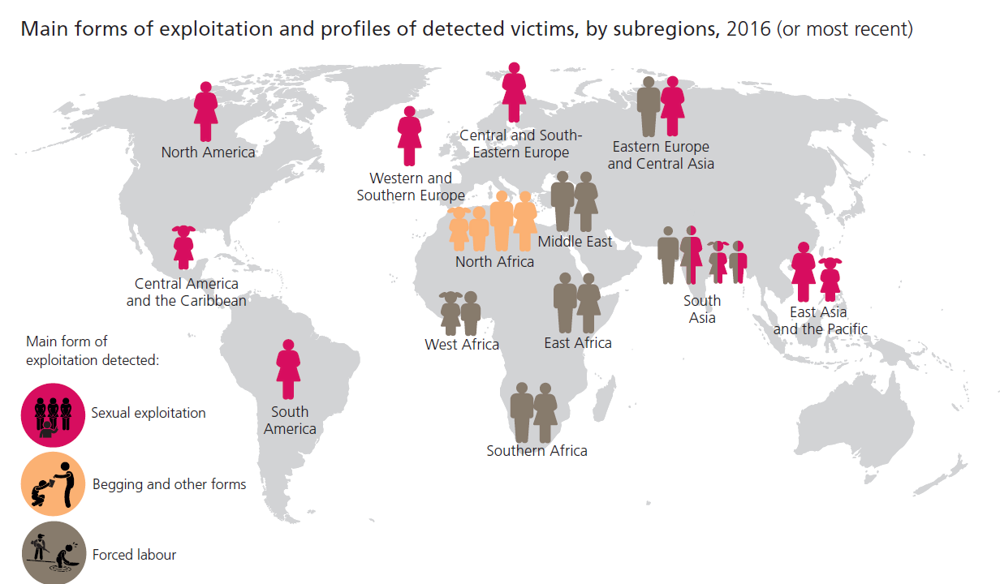 Main forms of exploitation and profiles of detected victims, by subregions, 2016 (or most recent)
North America
Central and South-
Eastern Europe
Eastern Europe
and Central Asia
Western and
Southern Europe
Middle East
North Africa
Central America
and the Caribbean
South
Asia
East Asia
and the Pacific
West Africa
East Africa
South
America
Southern Africa
Main form of
exploitation detected:
Sexual exploitation
Begging and other forms
Forced labour